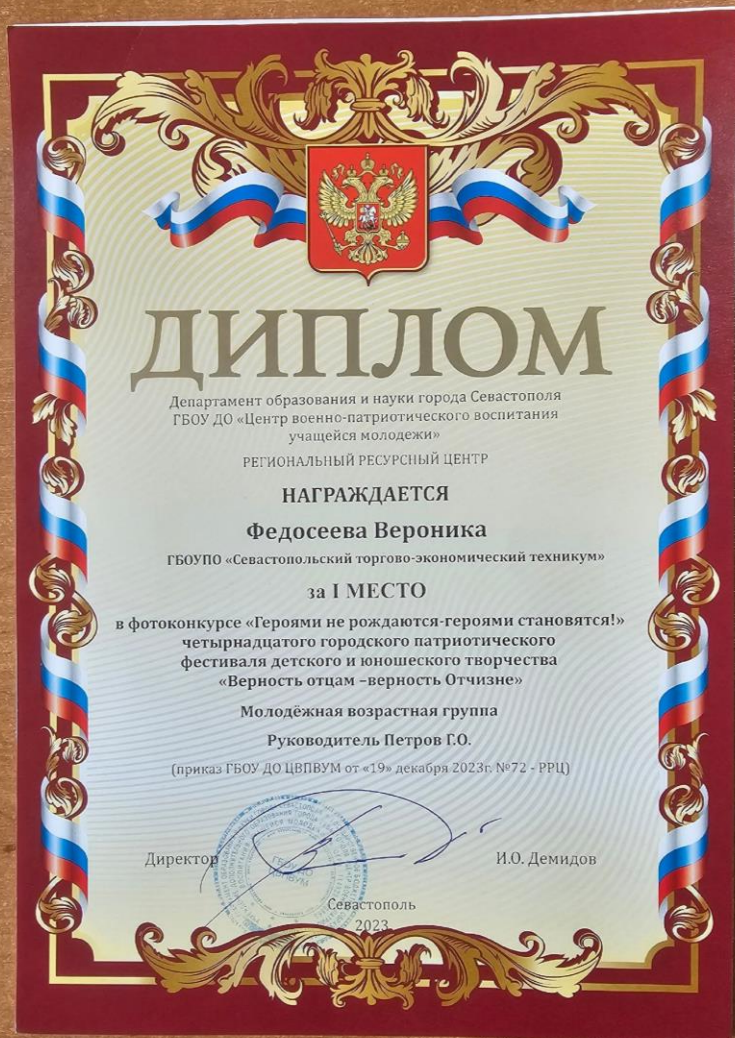 ДИПЛОМ
Департамент образования и науки города Севастополя
ГБОУ ДО «Центр военно-патриотического воспитания
учащейся молодежи»
РЕГИОНАЛЬНЫЙ РЕСУРСНЫЙ ЦЕНТР
НАГРАЖДАЕТСЯ
Федосеева Вероника
ГБОУПО «Севастопольский торгово-экономический техникум»
за I МЕСТО
в фотоконкурсе «Героями не рождаются-героями становятся!»
четырнадцатого городского патриотического
фестиваля детского и юношеского творчества
«Верность отцам –верность Отчизне»
Молодёжная возрастная группа
Руководитель Петров Г.О.
(приказ ГБОУ ДО ЦВПВУМ от «19» декабря 2023г. №72 - РРЦ)
Директор И.О. Демидов
ГБОУ ДО
ЦВПВУМ
Севастополь
2023